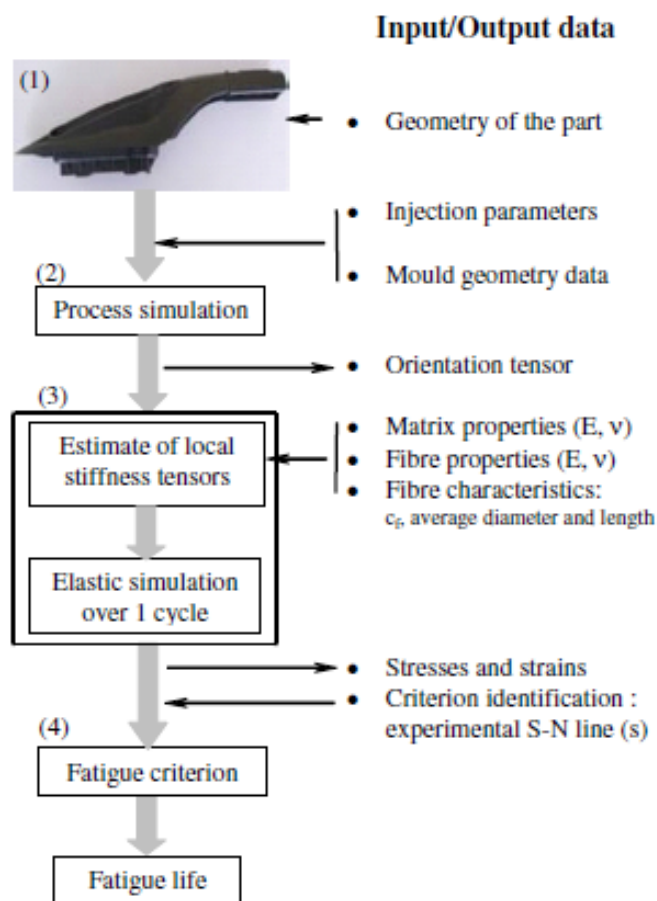 Input/Output data
(1)
• Geometry of the part
• Injection parameters
• Mould geometry data
(2)
Process simulation
• Orientation tensor
(3)
Estimate of local
stiffness tensors
• Matrix properties (E, ν)
• Fibre properties (E, ν)
• Fibre characteristics:
cf, average diameter and length
Elastic simulation
over 1 cycle
• Stresses and strains
• Criterion identification :
experimental S-N line (s)
(4)
Fatigue criterion
Fatigue life